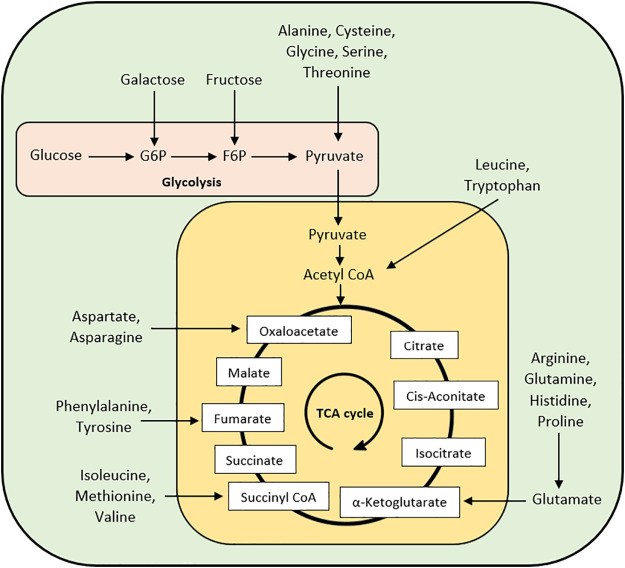 Alanine, Cysteine,
Glycine, Serine,
Threonine
Galactose
Fructose
Glucose
G6P
F6P
Pyruvate
Glycolysis
Leucine,
Tryptophan
Pyruvate
Acetyl CoA
Aspartate,
Asparagine
Oxaloacetate
Citrate
Malate
Cis-Aconitate
Arginine,
Glutamine,
Histidine,
Proline
Phenylalanine,
Tyrosine
Fumarate
TCA cycle
Isocitrate
Succinate
Isoleucine,
Methionine,
Valine
Succinyl CoA
α-Ketoglutarate
Glutamate